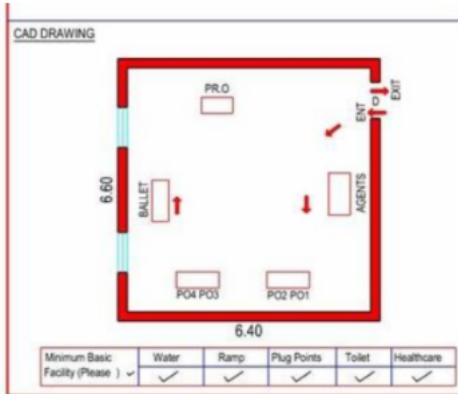 CAD DRAWING
PR.O
EXIT
D
ENT
6.60
BALLET
AGENTS
PO4 PO3
PO2 PO1
6.40
Minimum Basic Facility (Please ) ✓
Water
Ramp
Plug Points
Toilet
Healthcare
✓ ✓ ✓ ✓ ✓